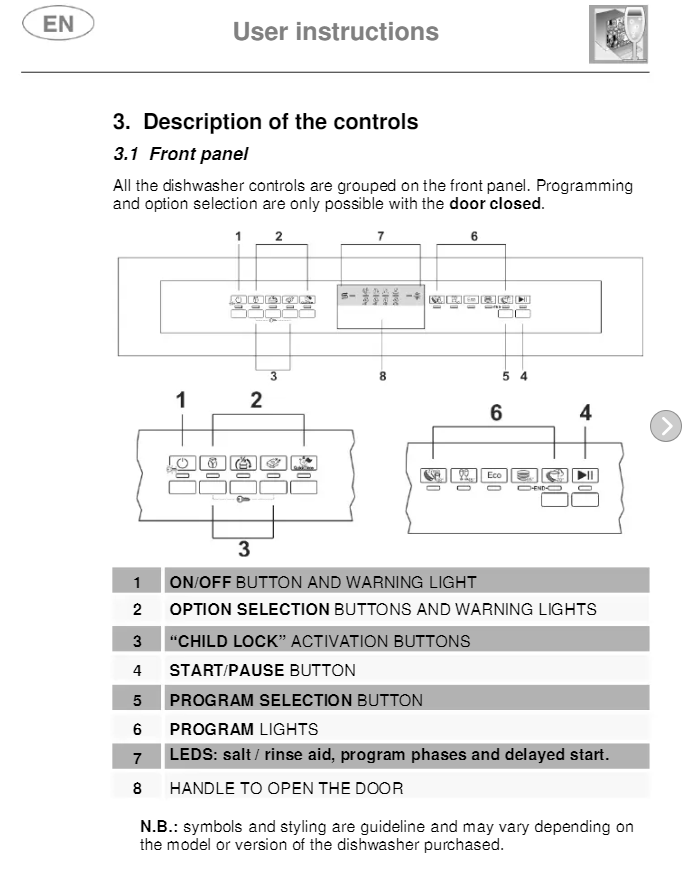 EN
User instructions
3. Description of the controls
3.1 Front panel
All the dishwasher controls are grouped on the front panel. Programming
and option selection are only possible with the door closed.
1 2 7 6
3 8 5 4
1 2
6 4
Eco
-END-
3
1 ON/OFF BUTTON AND WARNING LIGHT
2 OPTION SELECTION BUTTONS AND WARNING LIGHTS
3 “CHILD LOCK” ACTIVATION BUTTONS
4 START/PAUSE BUTTON
5 PROGRAM SELECTION BUTTON
6 PROGRAM LIGHTS
7 LEDS: salt / rinse aid, program phases and delayed start.
8 HANDLE TO OPEN THE DOOR
N.B.: symbols and styling are guideline and may vary depending on
the model or version of the dishwasher purchased.